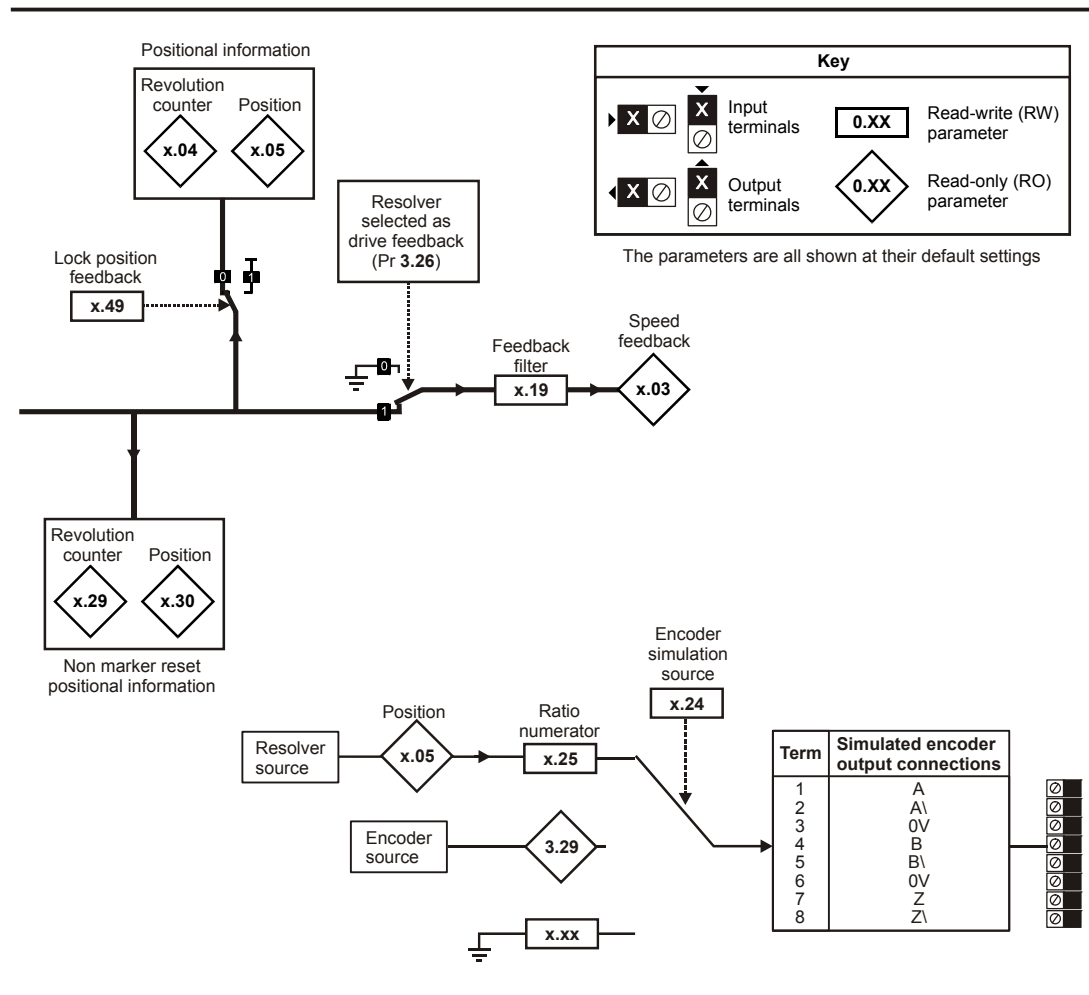 Positional information
Revolution
counter
Position
x.04
x.05
Lock position
feedback
x.49
0
1
Resolver
selected as
drive feedback
(Pr 3.26)
0
1
Feedback
filter
x.19
Speed
feedback
x.03
Key
X
X
Input
terminals
0.XX
Read-write (RW)
parameter
X
X
Output
terminals
0.XX
Read-only (RO)
parameter
The parameters are all shown at their default settings
Revolution
counter
Position
x.29
x.30
Non marker reset
positional information
Encoder
simulation
source
x.24
Resolver
source
Position
x.05
Ratio
numerator
x.25
Encoder
source
3.29
x.xx
Term Simulated encoder
output connections
1 A
2 A\
3 0V
4 B
5 B\
6 0V
7 Z
8 Z\